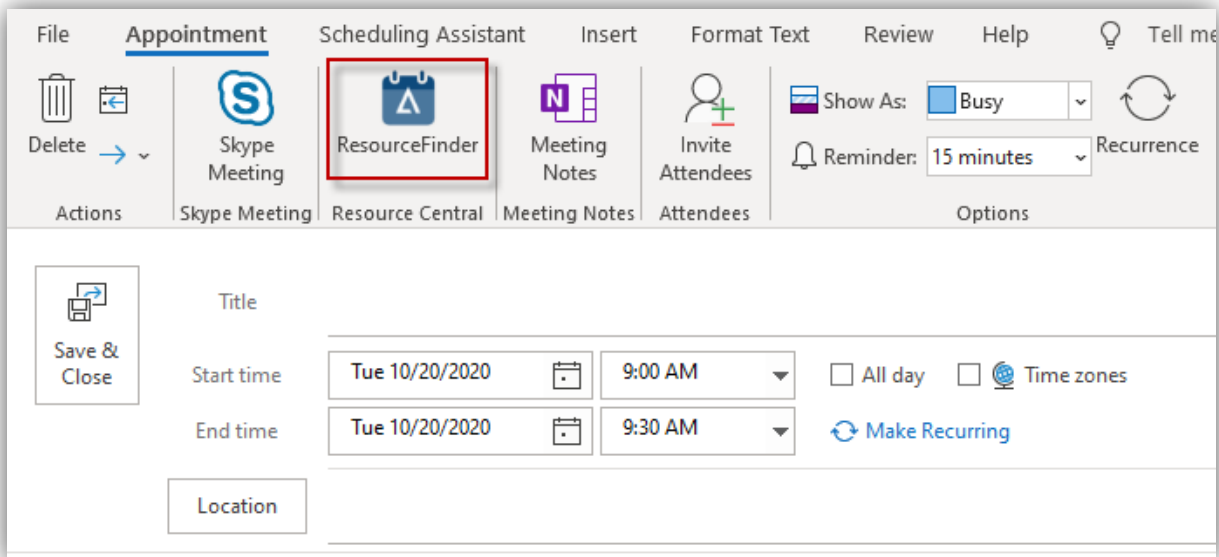 File Appointment Scheduling Assistant Insert Format Text Review Help Tell me
Delete
Skype
Meeting
ResourceFinder
Meeting
Notes
Invite
Attendees
Show As: Busy
Reminder: 15 minutes
Recurrence
Actions Skype Meeting Resource Central Meeting Notes Attendees Options
Save &
Close
Title
Start time Tue 10/20/2020 9:00 AM All day Time zones
End time Tue 10/20/2020 9:30 AM Make Recurring
Location